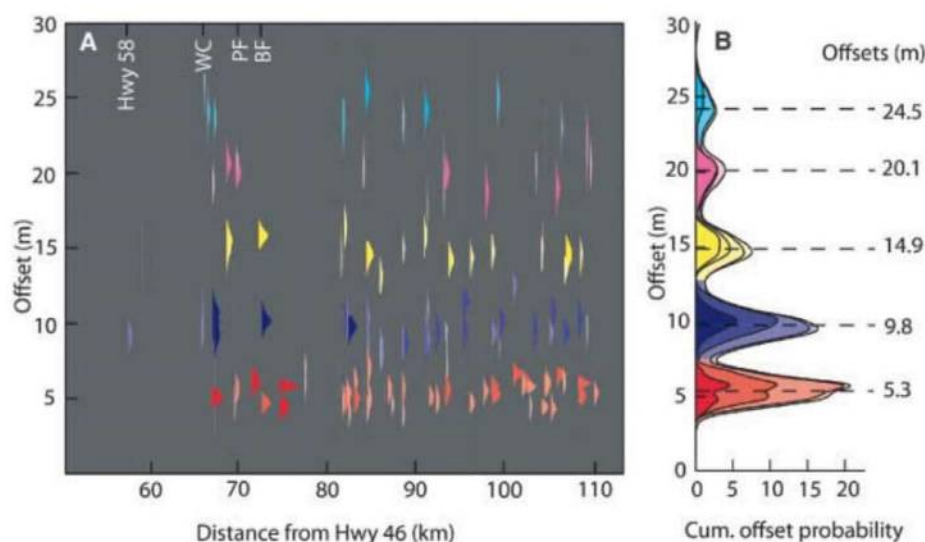 A
Hwy 58
WC
PF
BF
30
25
20
15
10
5
Offset (m)
60
70
80
90
100
110
Distance from Hwy 46 (km)
B
Offsets (m)
30
25
20
15
10
5
0
Offset (m)
24.5
20.1
14.9
9.8
5.3
0
5
10
15
20
Cum. offset probability